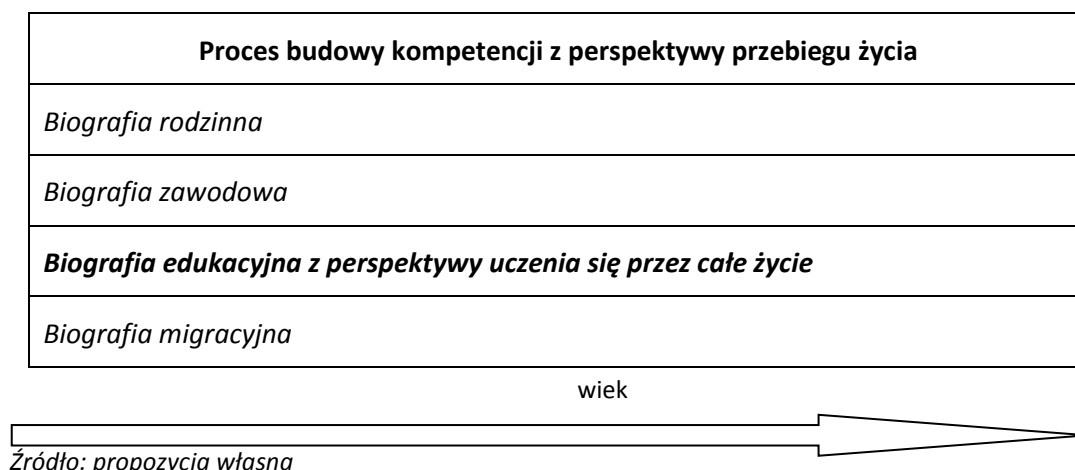 Proces budowy kompetencji z perspektywy przebiegu życia
Biografia rodzinna
Biografia zawodowa
Biografia edukacyjna z perspektywy uczenia się przez całe życie
Biografia migracyjna
wiek
Źródło: propozycja własna